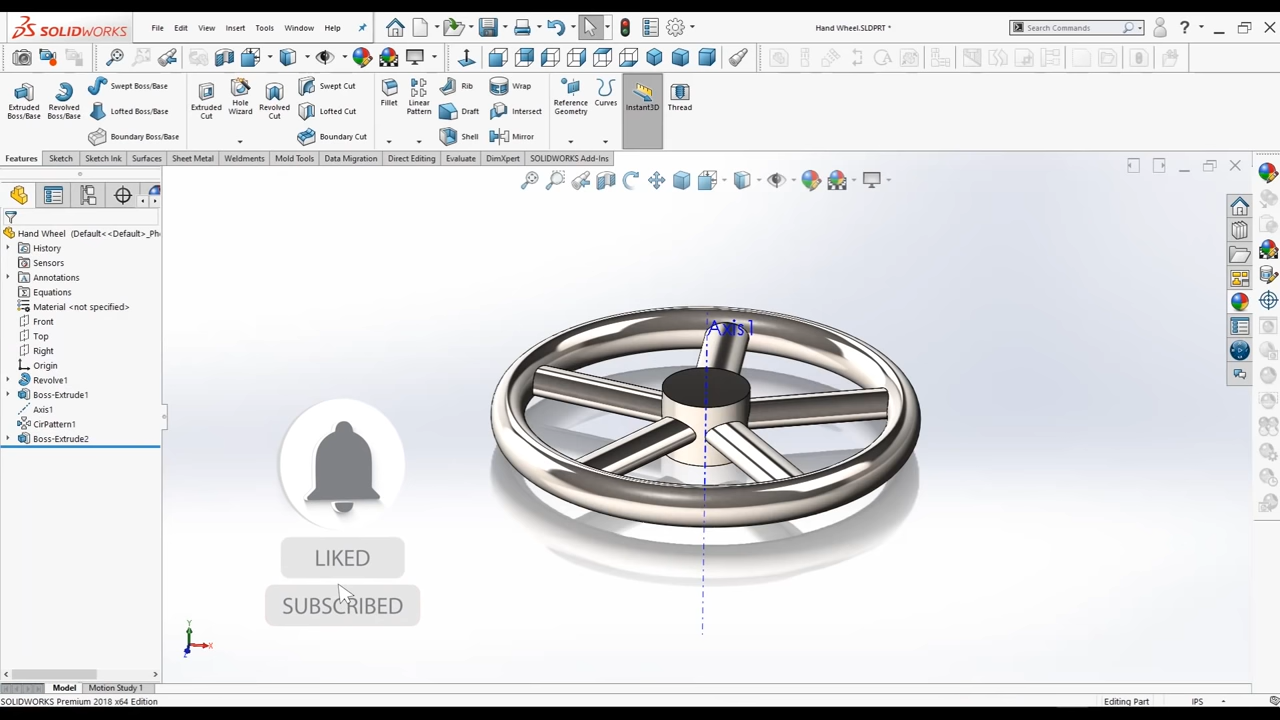 SOLIDWORKS
File Edit View Insert Tools Window Help
Hand Wheel.SLDPRT *
Search Commands
Extruded Boss/Base
Revolved Boss/Base
Swept Boss/Base
Lofted Boss/Base
Boundary Boss/Base
Extruded Cut
Hole Wizard
Revolved Cut
Swept Cut
Lofted Cut
Boundary Cut
Fillet
Linear Pattern
Rib
Draft
Shell
Wrap
Intersect
Mirror
Reference Geometry
Curves
Instant3D
Thread
Features Sketch Sketch Ink Surfaces Sheet Metal Weldments Mold Tools Data Migration Direct Editing Evaluate DimXpert SOLIDWORKS Add-Ins
Hand Wheel (Default<<Default>_Ph
History
Sensors
Annotations
Equations
Material <not specified>
Front
Top
Right
Origin
Revolve1
Boss-Extrude1
Axis1
CirPattern1
Boss-Extrude2
Axis1
LIKED
SUBSCRIBED
Y
X
Z
Model Motion Study 1
SOLIDWORKS Premium 2018 x64 Edition
Editing Part
IPS